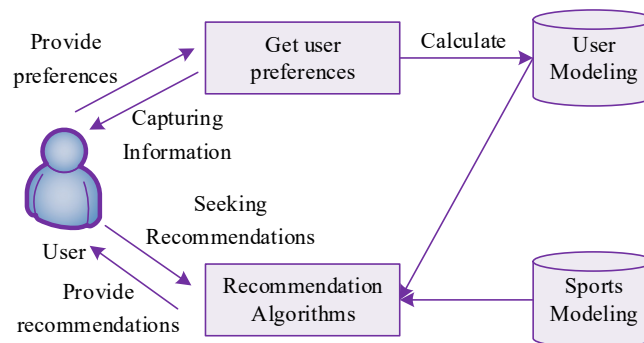 Provide
preferences
Get user
preferences
Calculate
User
Modeling
Capturing
Information
Seeking
Recommendations
User
Provide
recommendations
Recommendation
Algorithms
Sports
Modeling